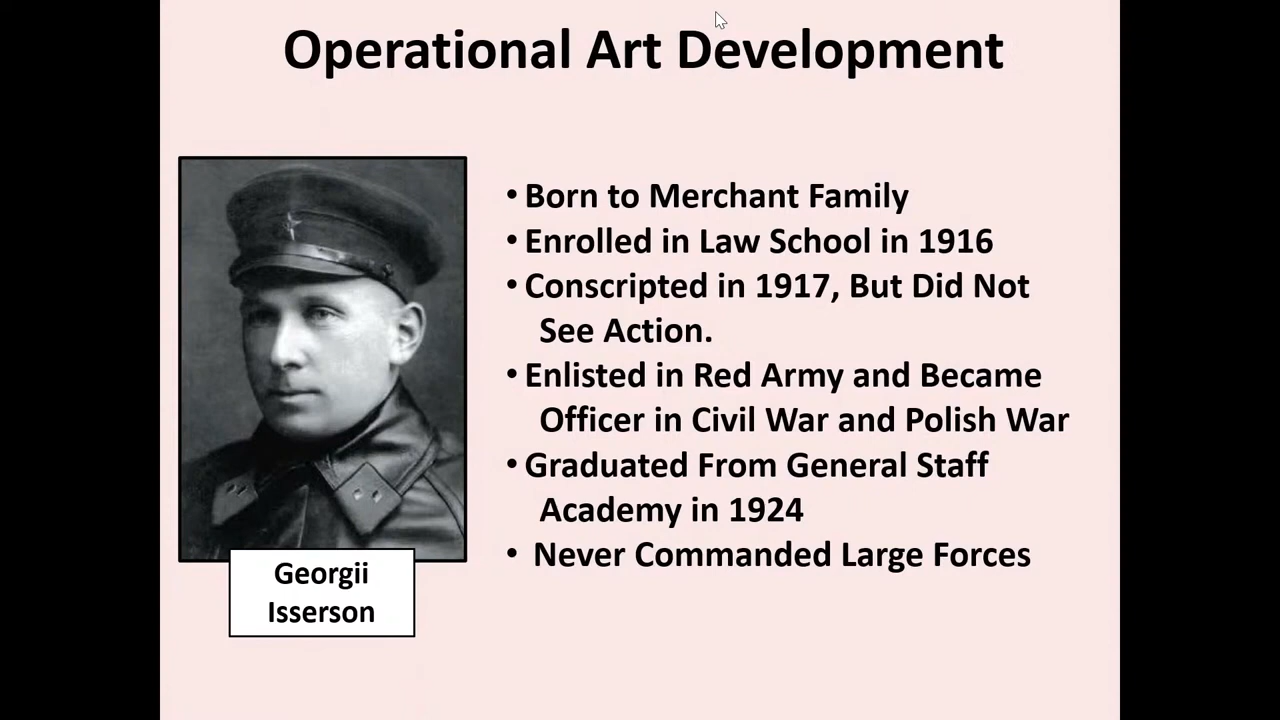 Operational Art Development
• Born to Merchant Family
• Enrolled in Law School in 1916
• Conscripted in 1917, But Did Not
See Action.
• Enlisted in Red Army and Became
Officer in Civil War and Polish War
• Graduated From General Staff
Academy in 1924
• Never Commanded Large Forces
Georgii
Isserson